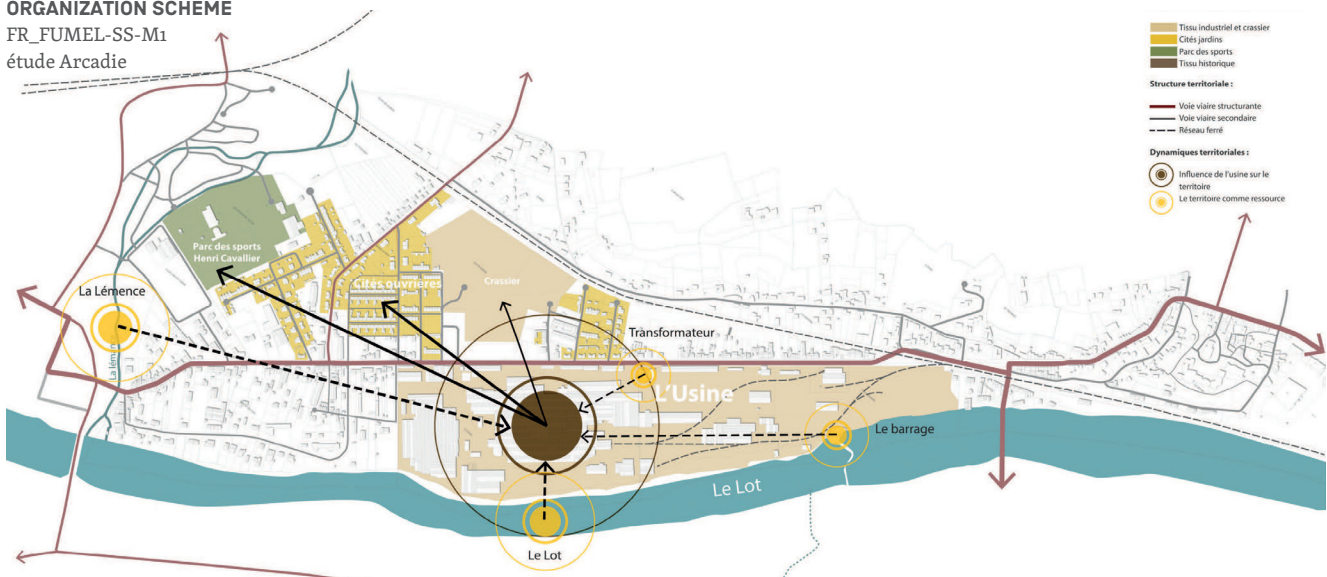 ORGANIZATION SCHEME
FR_FUMEL-SS-M1
étude Arcadie
Tissu industriel et crassier
Cités jardins
Parc des sports
Tissu historique
Structure territoriale :
Voie viaire structurante
Voie viaire secondaire
Réseau ferré
Dynamiques territoriales :
Influence de l'usine sur le
territoire
Le territoire comme ressource
Parc des sports
Henri Cavallier
La Lémence
Cités ouvrières
Crassier
Transformateur
L'Usine
Le barrage
Le Lot
Le Lot